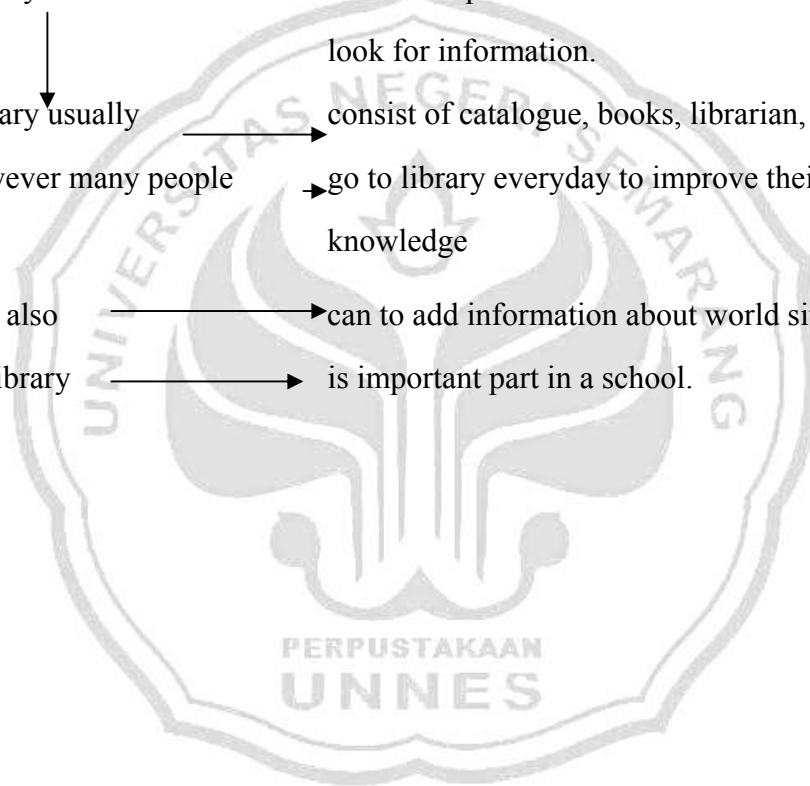 look for information.
ary usually consist of catalogue, books, librarian,
wever many people go to library everyday to improve thei
knowledge
also can to add information about world si
ibrary is important part in a school.
UNIVERSITAS NEGERI SEMARANG
PERPUSTAKAAN
UNNES